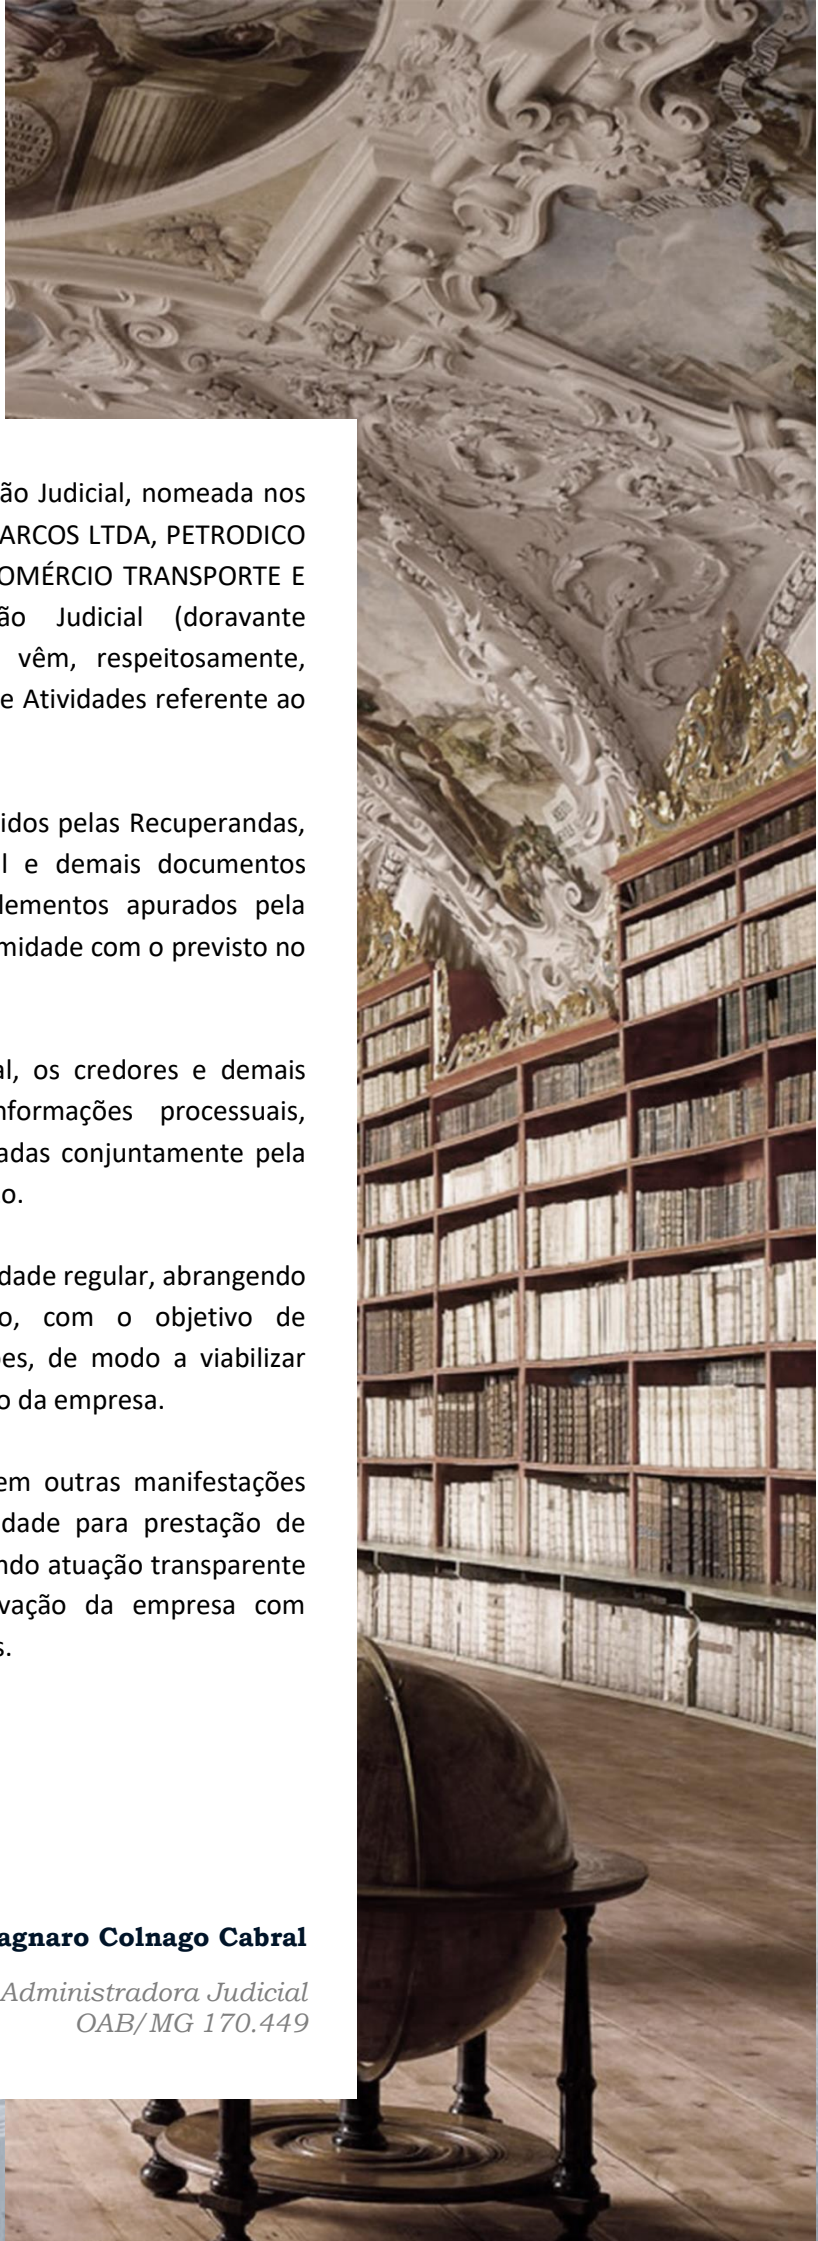 ão Judicial, nomeada nos
ARCOS LTDA, PETRODICO
OMÉRCIO TRANSPORTE E
ão Judicial (doravante
vêm, respeitosamente,
e Atividades referente ao
idos pelas Recuperandas,
l e demais documentos
lementos apurados pela
midade com o previsto no
al, os credores e demais
nformações processuais,
adas conjuntamente pela
o.
dade regular, abrangendo
o, com o objetivo de
ões, de modo a viabilizar
o da empresa.
em outras manifestações
dade para prestação de
ndo atuação transparente
vação da empresa com
s.
agnaro Colnago Cabral
Administradora Judicial
OAB/MG 170.449